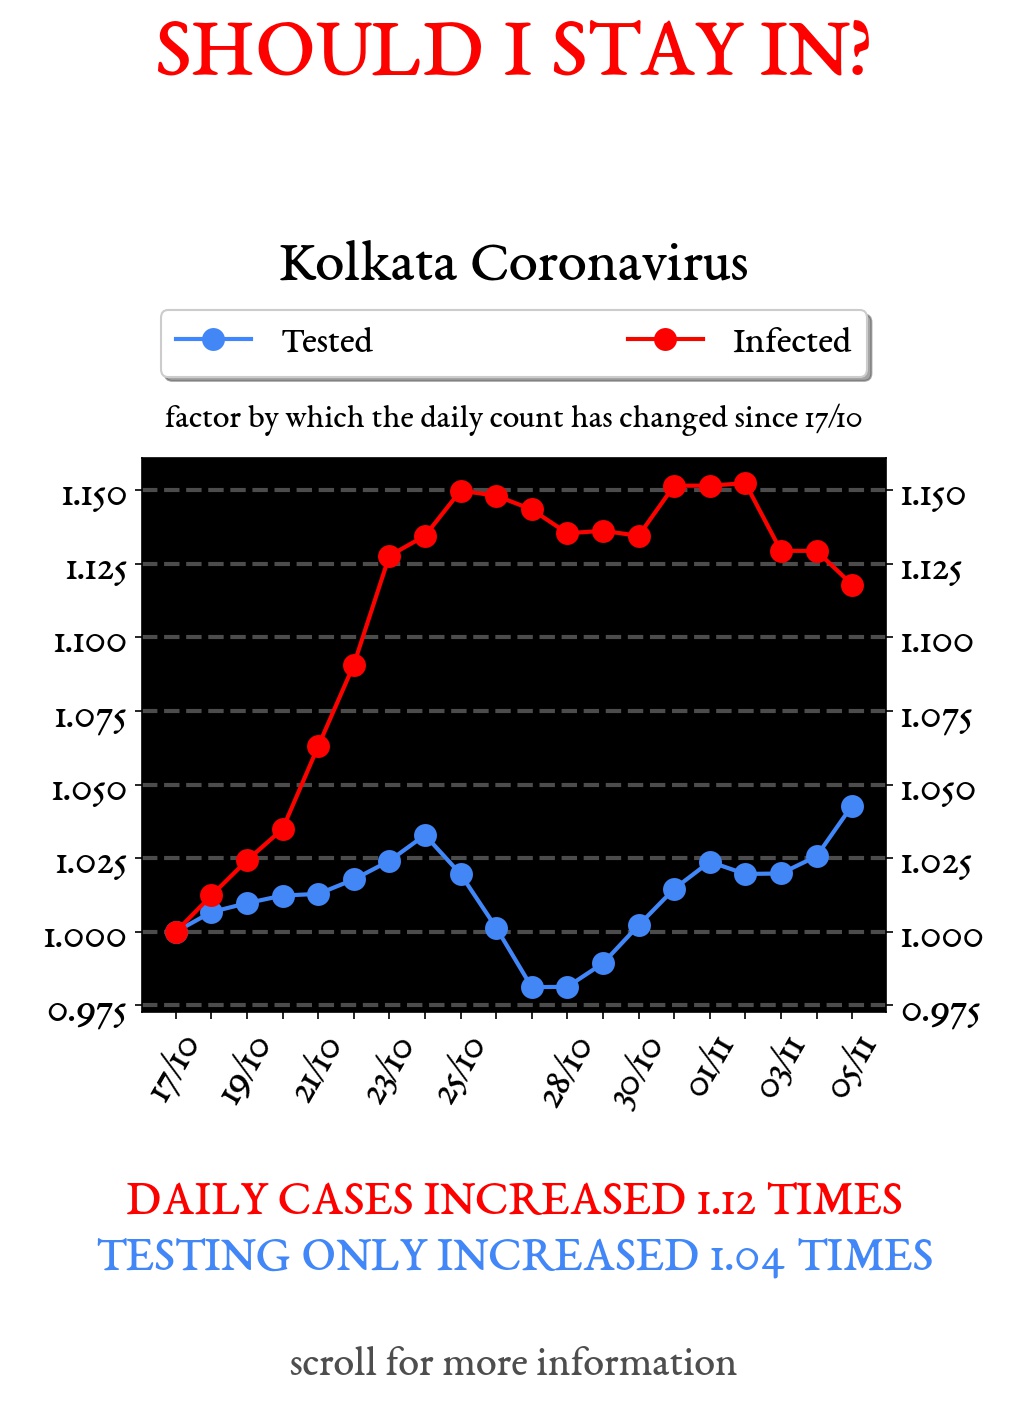 SHOULD I STAY IN?
Kolkata Coronavirus
Tested Infected
factor by which the daily count has changed since 17/10
1.150 1.150
1.125 1.125
1.100 1.100
1.075 1.075
1.050 1.050
1.025 1.025
1.000 1.000
0.975 0.975
17/10 19/10 21/10 23/10 25/10 28/10 30/10 01/11 03/11 05/11
DAILY CASES INCREASED 1.12 TIMES
TESTING ONLY INCREASED 1.04 TIMES
scroll for more information